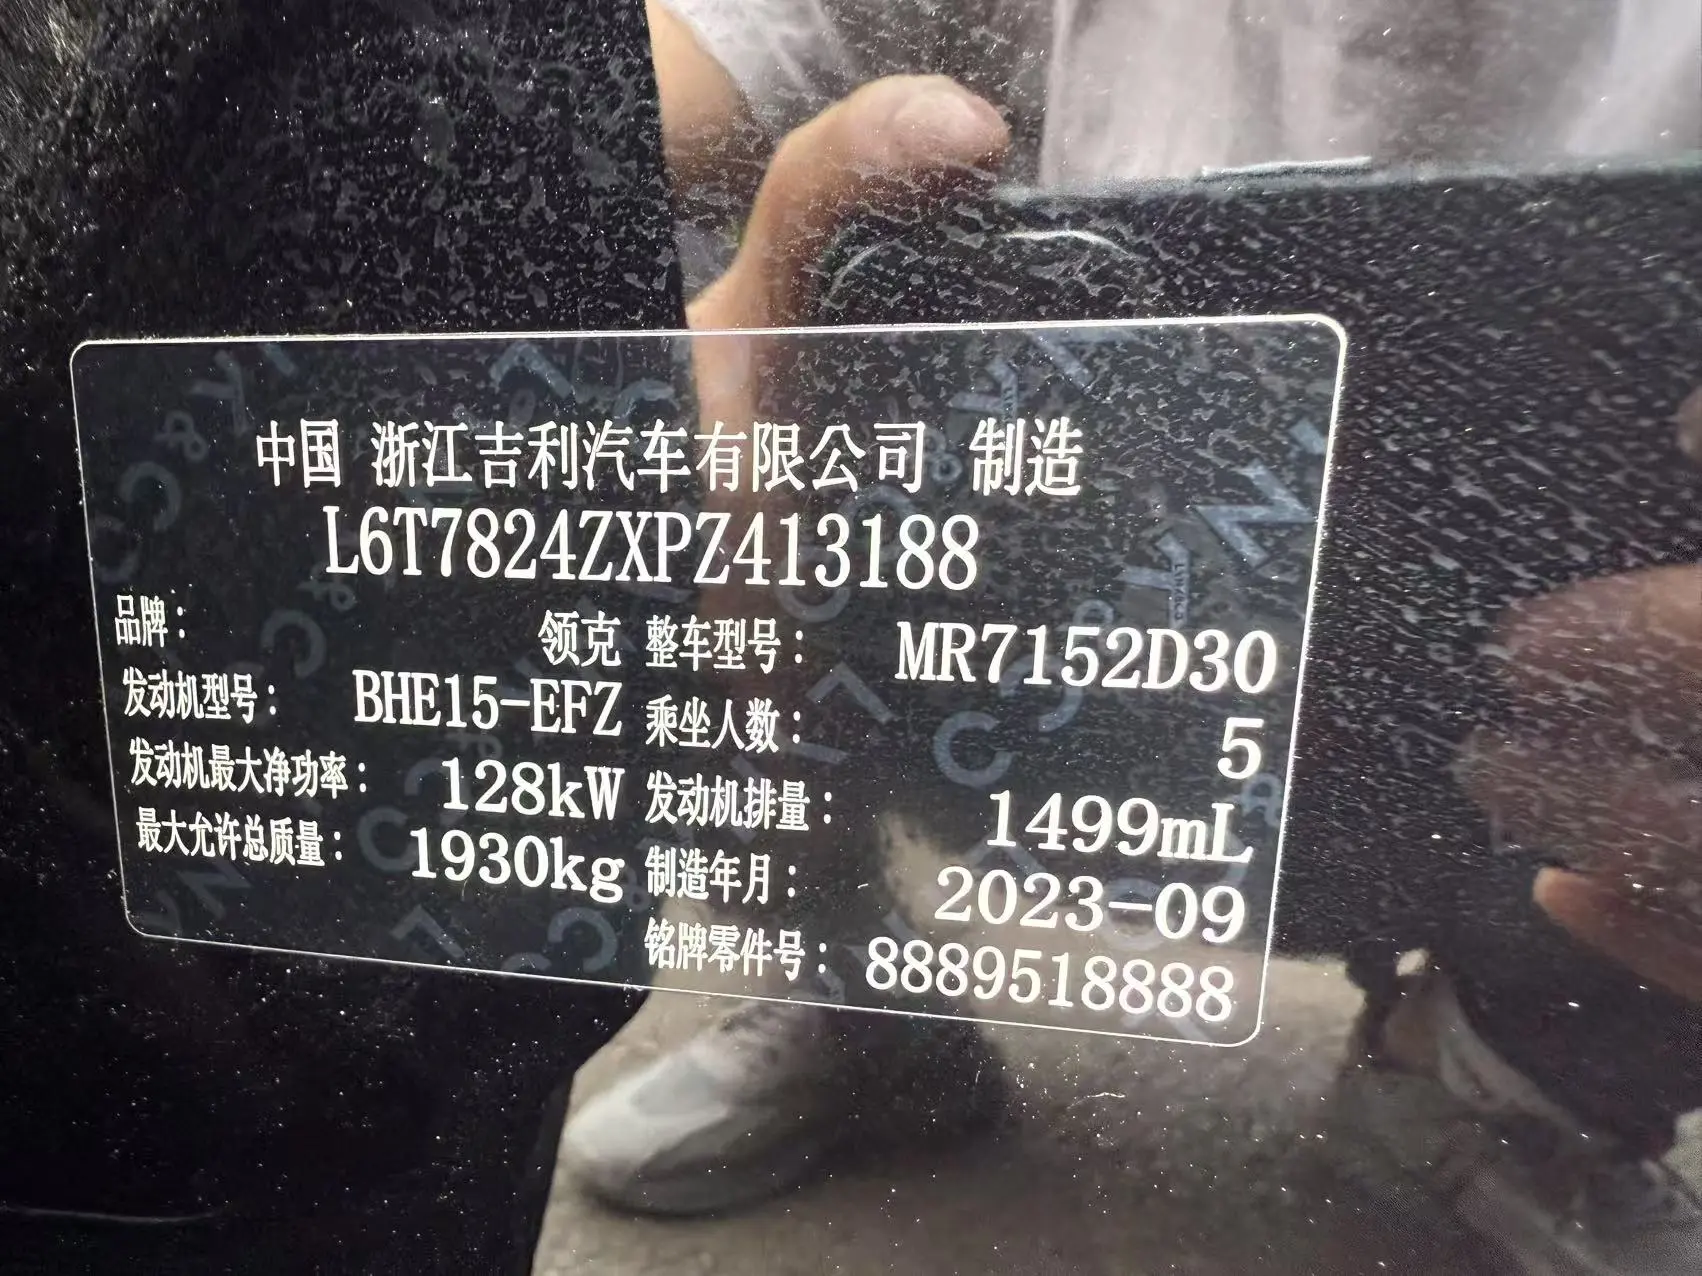 中国 浙江吉利汽车有限公司 制造
L6T7824ZXPZ413188
品牌： 领克 整车型号： MR7152D30
发动机型号： BHE15-EFZ 乘坐人数： 5
发动机最大净功率： 128kW 发动机排量： 1499mL
最大允许总质量： 1930kg 制造年月： 2023-09
铭牌零件号： 8889518888